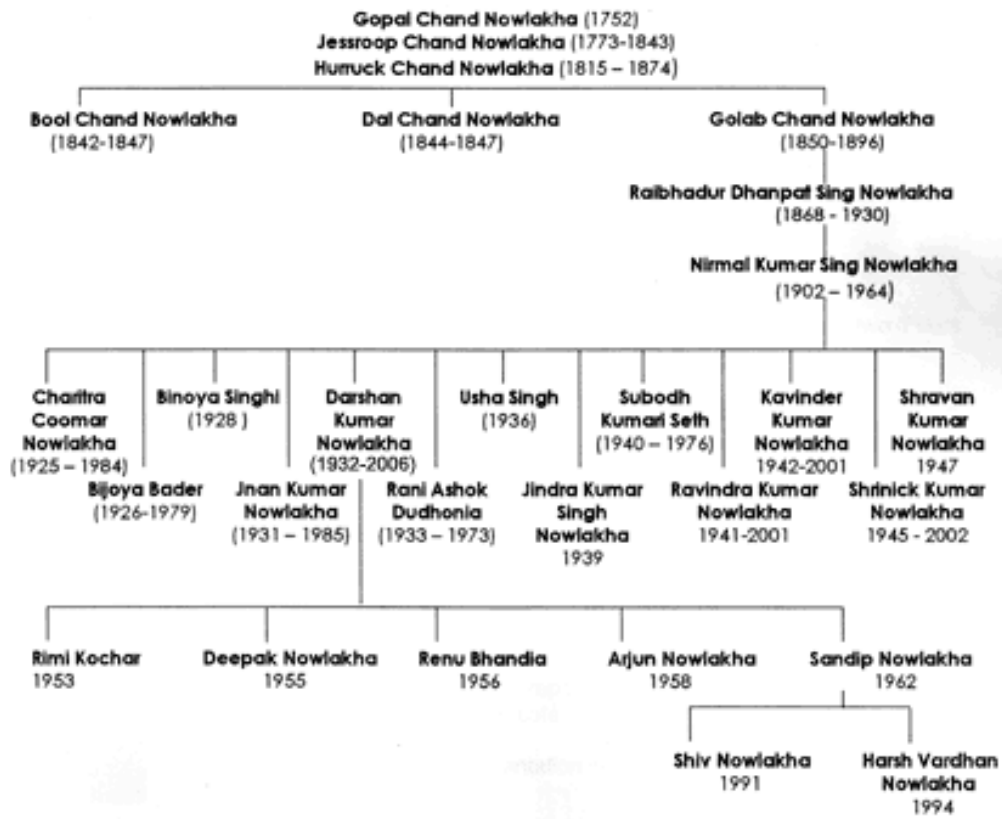 Gopal Chand Nowlakha (1752)
Jessroop Chand Nowlakha (1773-1843)
Hurruck Chand Nowlakha (1815 – 1874)
Bool Chand Nowlakha
(1842-1847)
Dal Chand Nowlakha
(1844-1847)
Golab Chand Nowlakha
(1850-1896)
Raibhadur Dhanpat Sing Nowlakha
(1868 - 1930)
Nirmal Kumar Sing Nowlakha
(1902 – 1964)
Charitra
Coomar
Nowlakha
(1925 – 1984)
Bijoya Bader
(1926-1979)
Binoya Singhi
(1928 )
Jnan Kumar
Nowlakha
(1931 – 1985)
Darshan
Kumar
Nowlakha
(1932-2006)
Rani Ashok
Dudhonia
(1933 – 1973)
Usha Singh
(1936)
Jindra Kumar
Singh
Nowlakha
1939
Subodh
Kumari Seth
(1940 – 1976)
Ravindra Kumar
Nowlakha
1941-2001
Kavinder
Kumar
Nowlakha
1942-2001
Shrinick Kumar
Nowlakha
1945 - 2002
Shravan
Kumar
Nowlakha
1947
Rimi Kochar
1953
Deepak Nowlakha
1955
Renu Bhandia
1956
Arjun Nowlakha
1958
Sandip Nowlakha
1962
Shiv Nowlakha
1991
Harsh Vardhan
Nowlakha
1994